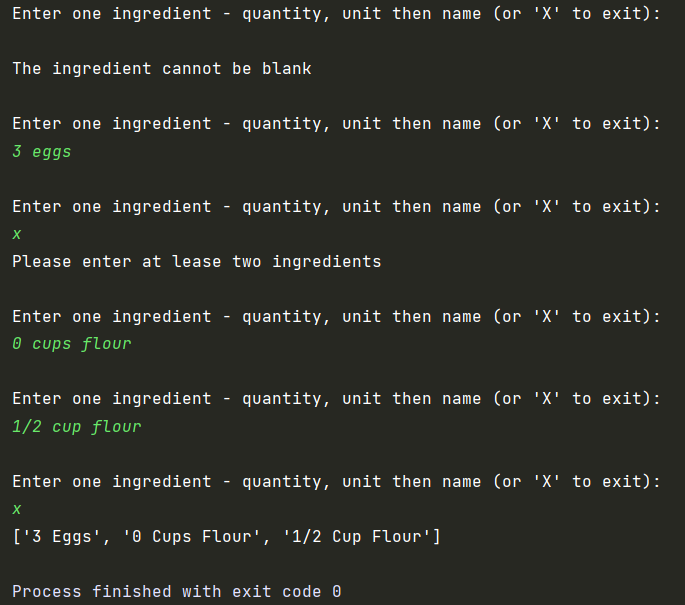 Enter one ingredient - quantity, unit then name (or 'X' to exit):
The ingredient cannot be blank
Enter one ingredient - quantity, unit then name (or 'X' to exit):
3 eggs
Enter one ingredient - quantity, unit then name (or 'X' to exit):
x
Please enter at lease two ingredients
Enter one ingredient - quantity, unit then name (or 'X' to exit):
0 cups flour
Enter one ingredient - quantity, unit then name (or 'X' to exit):
1/2 cup flour
Enter one ingredient - quantity, unit then name (or 'X' to exit):
x
['3 Eggs', '0 Cups Flour', '1/2 Cup Flour']
Process finished with exit code 0